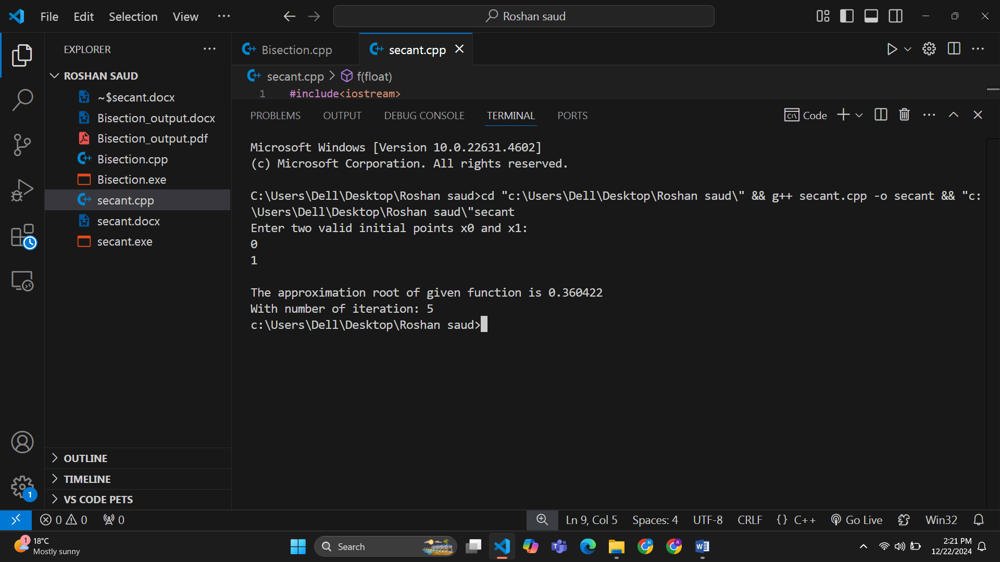 File Edit Selection View ···
Roshan saud
EXPLORER
ROSHAN SAUD
~$secant.docx
Bisection_output.docx
Bisection_output.pdf
Bisection.cpp
Bisection.exe
secant.cpp
secant.docx
secant.exe
OUTLINE
TIMELINE
VS CODE PETS
1
Bisection.cpp secant.cpp
secant.cpp > f(float)
1 #include<iostream>
PROBLEMS OUTPUT DEBUG CONSOLE TERMINAL PORTS
Code
Microsoft Windows [Version 10.0.22631.4602]
(c) Microsoft Corporation. All rights reserved.
C:\Users\Dell\Desktop\Roshan saud>cd "c:\Users\Dell\Desktop\Roshan saud\" && g++ secant.cpp -o secant && "c:
\Users\Dell\Desktop\Roshan saud\"secant
Enter two valid initial points x0 and x1:
0
1
The approximation root of given function is 0.360422
With number of iteration: 5
c:\Users\Dell\Desktop\Roshan saud>
0 0 0
Ln 9, Col 5 Spaces: 4 UTF-8 CRLF {} C++ Go Live Win32
1 18°C
Mostly sunny
Search
2:21 PM
12/22/2024